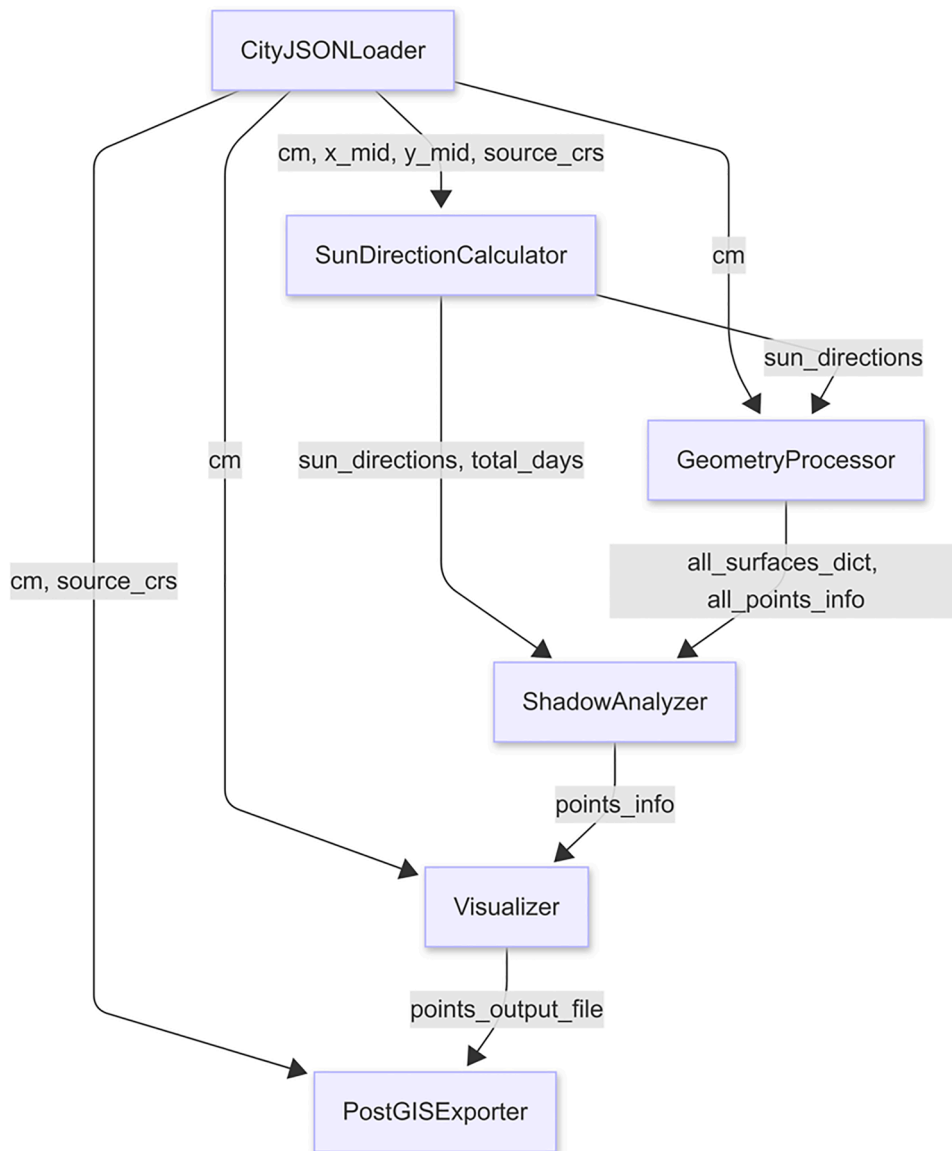 CityJSONLoader
cm, x_mid, y_mid, source_crs
SunDirectionCalculator
cm
sun_directions
cm
sun_directions, total_days
GeometryProcessor
cm, source_crs
all_surfaces_dict,
all_points_info
ShadowAnalyzer
points_info
Visualizer
points_output_file
PostGISExporter